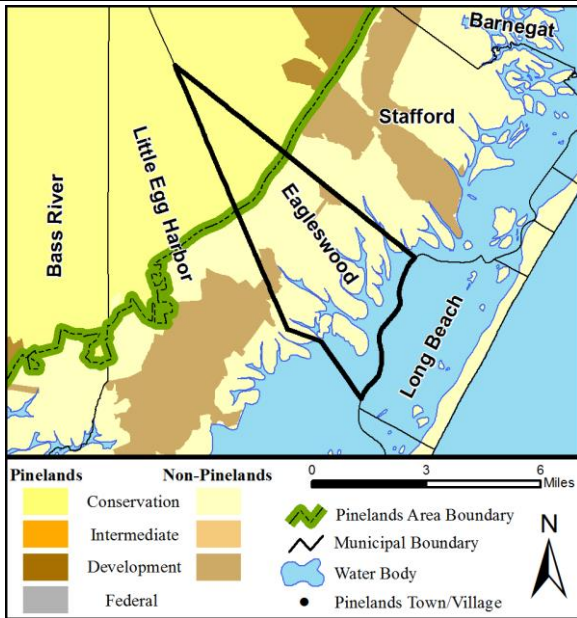 Barnegat
Stafford
Little Egg Harbor
Eagleswood
Bass River
Long Beach
Pinelands Non-Pinelands
Conservation
Intermediate
Development
Federal
0 3 6
Miles
Pinelands Area Boundary
Municipal Boundary
Water Body
Pinelands Town/Village
N